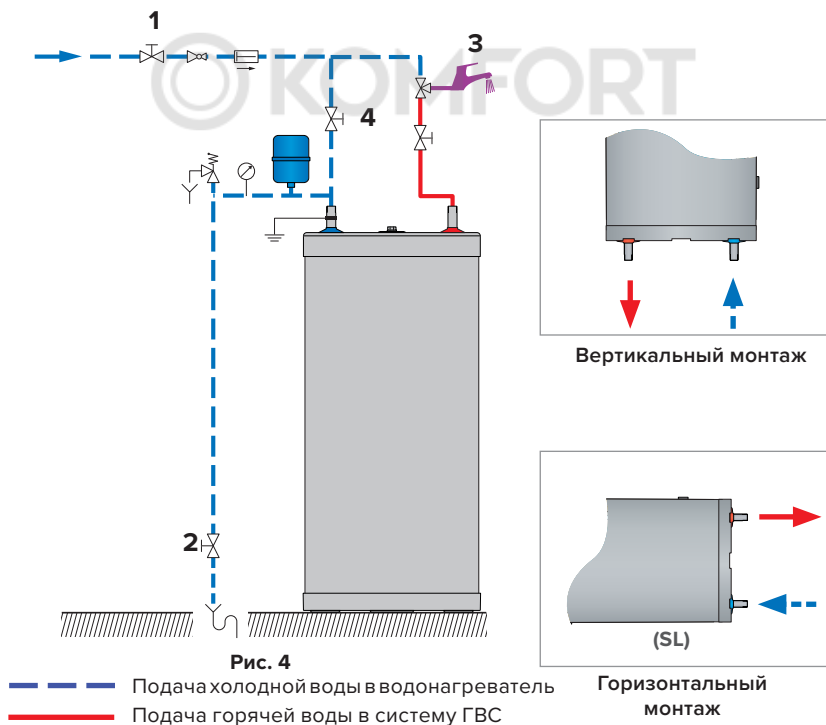 1
3
KOMFORT
4
Вертикальный монтаж
2
(SL)
Рис. 4
Подача холодной воды в водонагреватель
Подача горячей воды в систему ГВС
Горизонтальный
монтаж